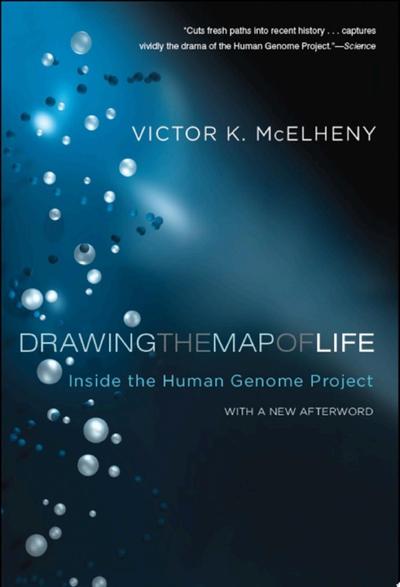 "Cuts fresh paths into recent history . . . captures
vividly the drama of the Human Genome Project."—Science
VICTOR K. McELHENY
DRAWINGTHEMAPOFLIFE
Inside the Human Genome Project
WITH A NEW AFTERWORD